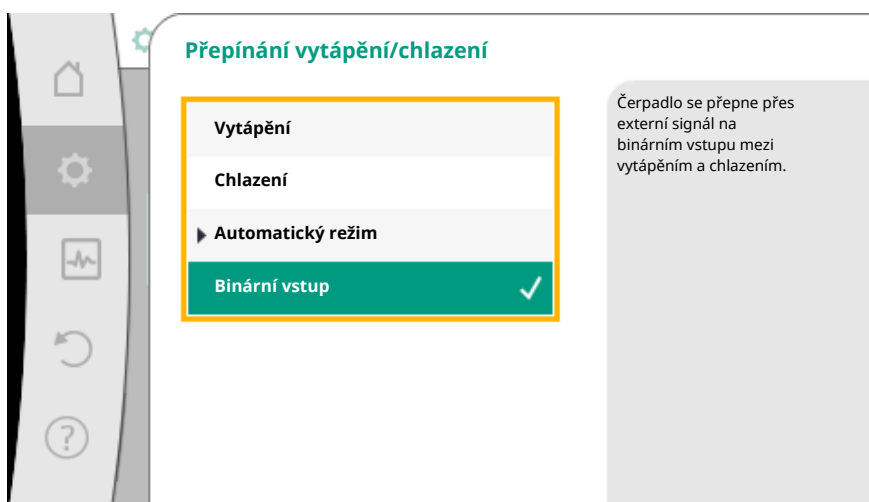 Přepínání vytápění/chlazení
Vytápění
Chlazení
Automatický režim
Binární vstup
Čerpadlo se přepne přes
externí signál na
binárním vstupu mezi
vytápěním a chlazením.